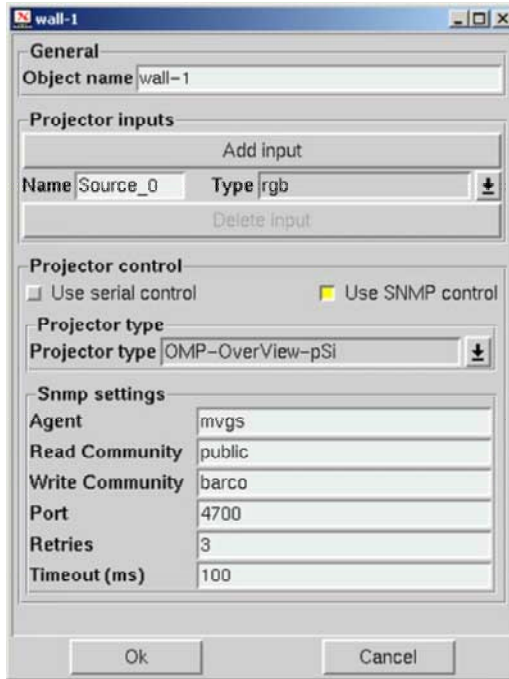 wall-1
General
Object name wall-1
Projector inputs
Add input
Name Source_0 Type rgb
Delete input
Projector control
Use serial control Use SNMP control
Projector type
Projector type OMP-OverView-pSi
Snmp settings
Agent mvgs
Read Community public
Write Community barco
Port 4700
Retries 3
Timeout (ms) 100
Ok Cancel